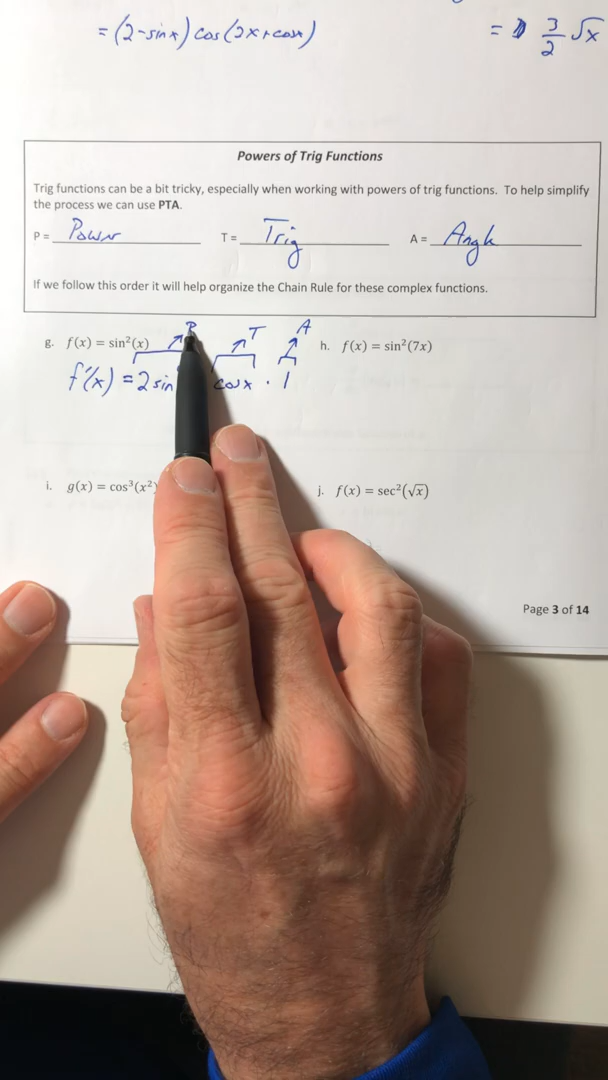 = (2-sinx) cos(2x+cosx)
= 3/2 √x
Powers of Trig Functions
Trig functions can be a bit tricky, especially when working with powers of trig functions. To help simplify
the process we can use PTA.
P = Power T = Trig A = Angle
If we follow this order it will help organize the Chain Rule for these complex functions.
P T A
g. f(x) = sin²(x) h. f(x) = sin²(7x)
f'(x) = 2 sin cosx · 1
i. g(x) = cos³(x²) j. f(x) = sec²(√x)
Page 3 of 14